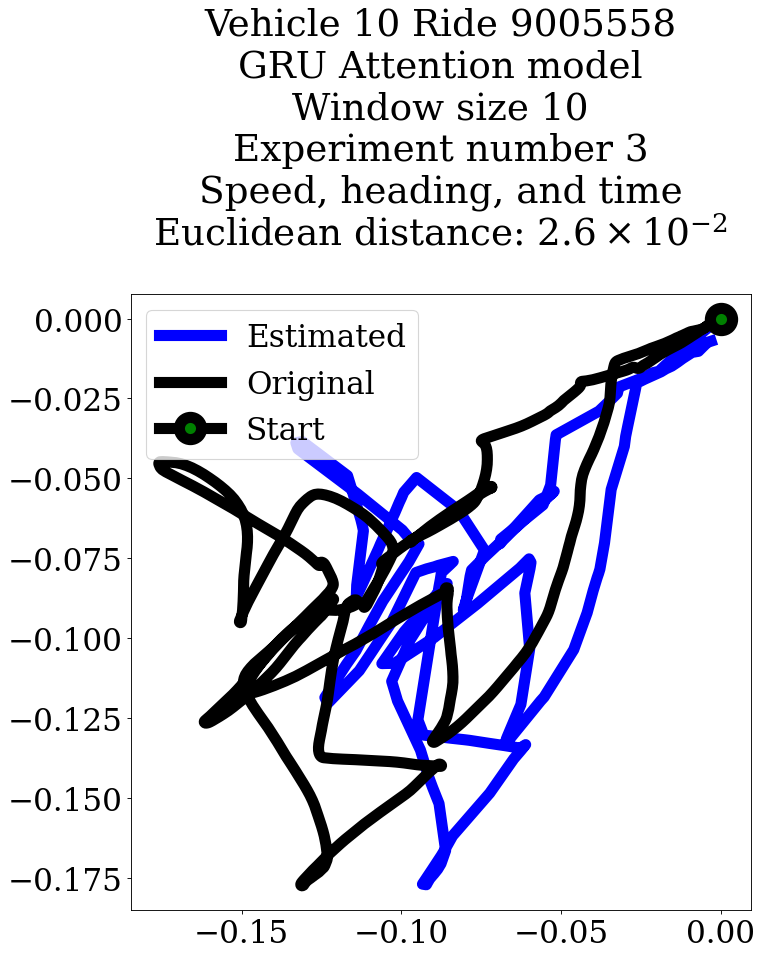 Vehicle 10 Ride 9005558
GRU Attention model
Window size 10
Experiment number 3
Speed, heading, and time
Euclidean distance: 2.6 × 10⁻²
Estimated
Original
Start
0.000
−0.025
−0.050
−0.075
−0.100
−0.125
−0.150
−0.175
−0.15
−0.10
−0.05
0.00